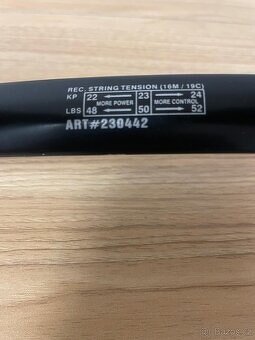 REC. STRING TENSION (16M / 19C)
KP 22 ← 23 → 24
MORE POWER MORE CONTROL
LBS 48 ← 50 → 52
ART#230442